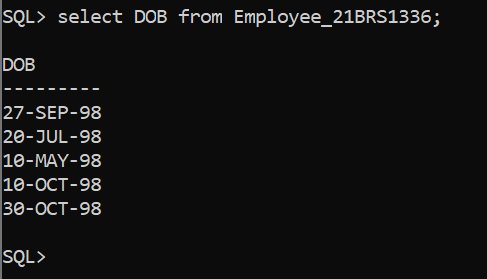 SQL> select DOB from Employee_21BRS1336;
DOB
---------
27-SEP-98
20-JUL-98
10-MAY-98
10-OCT-98
30-OCT-98
SQL>